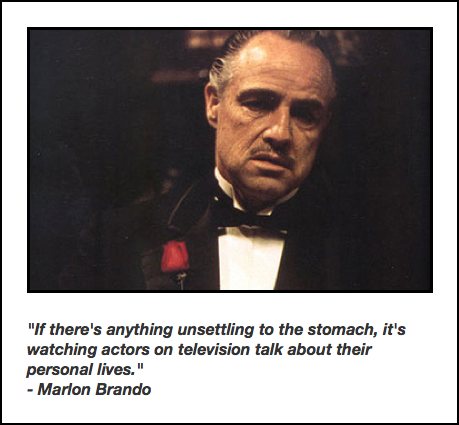 "If there's anything unsettling to the stomach, it's
watching actors on television talk about their
personal lives."
- Marlon Brando